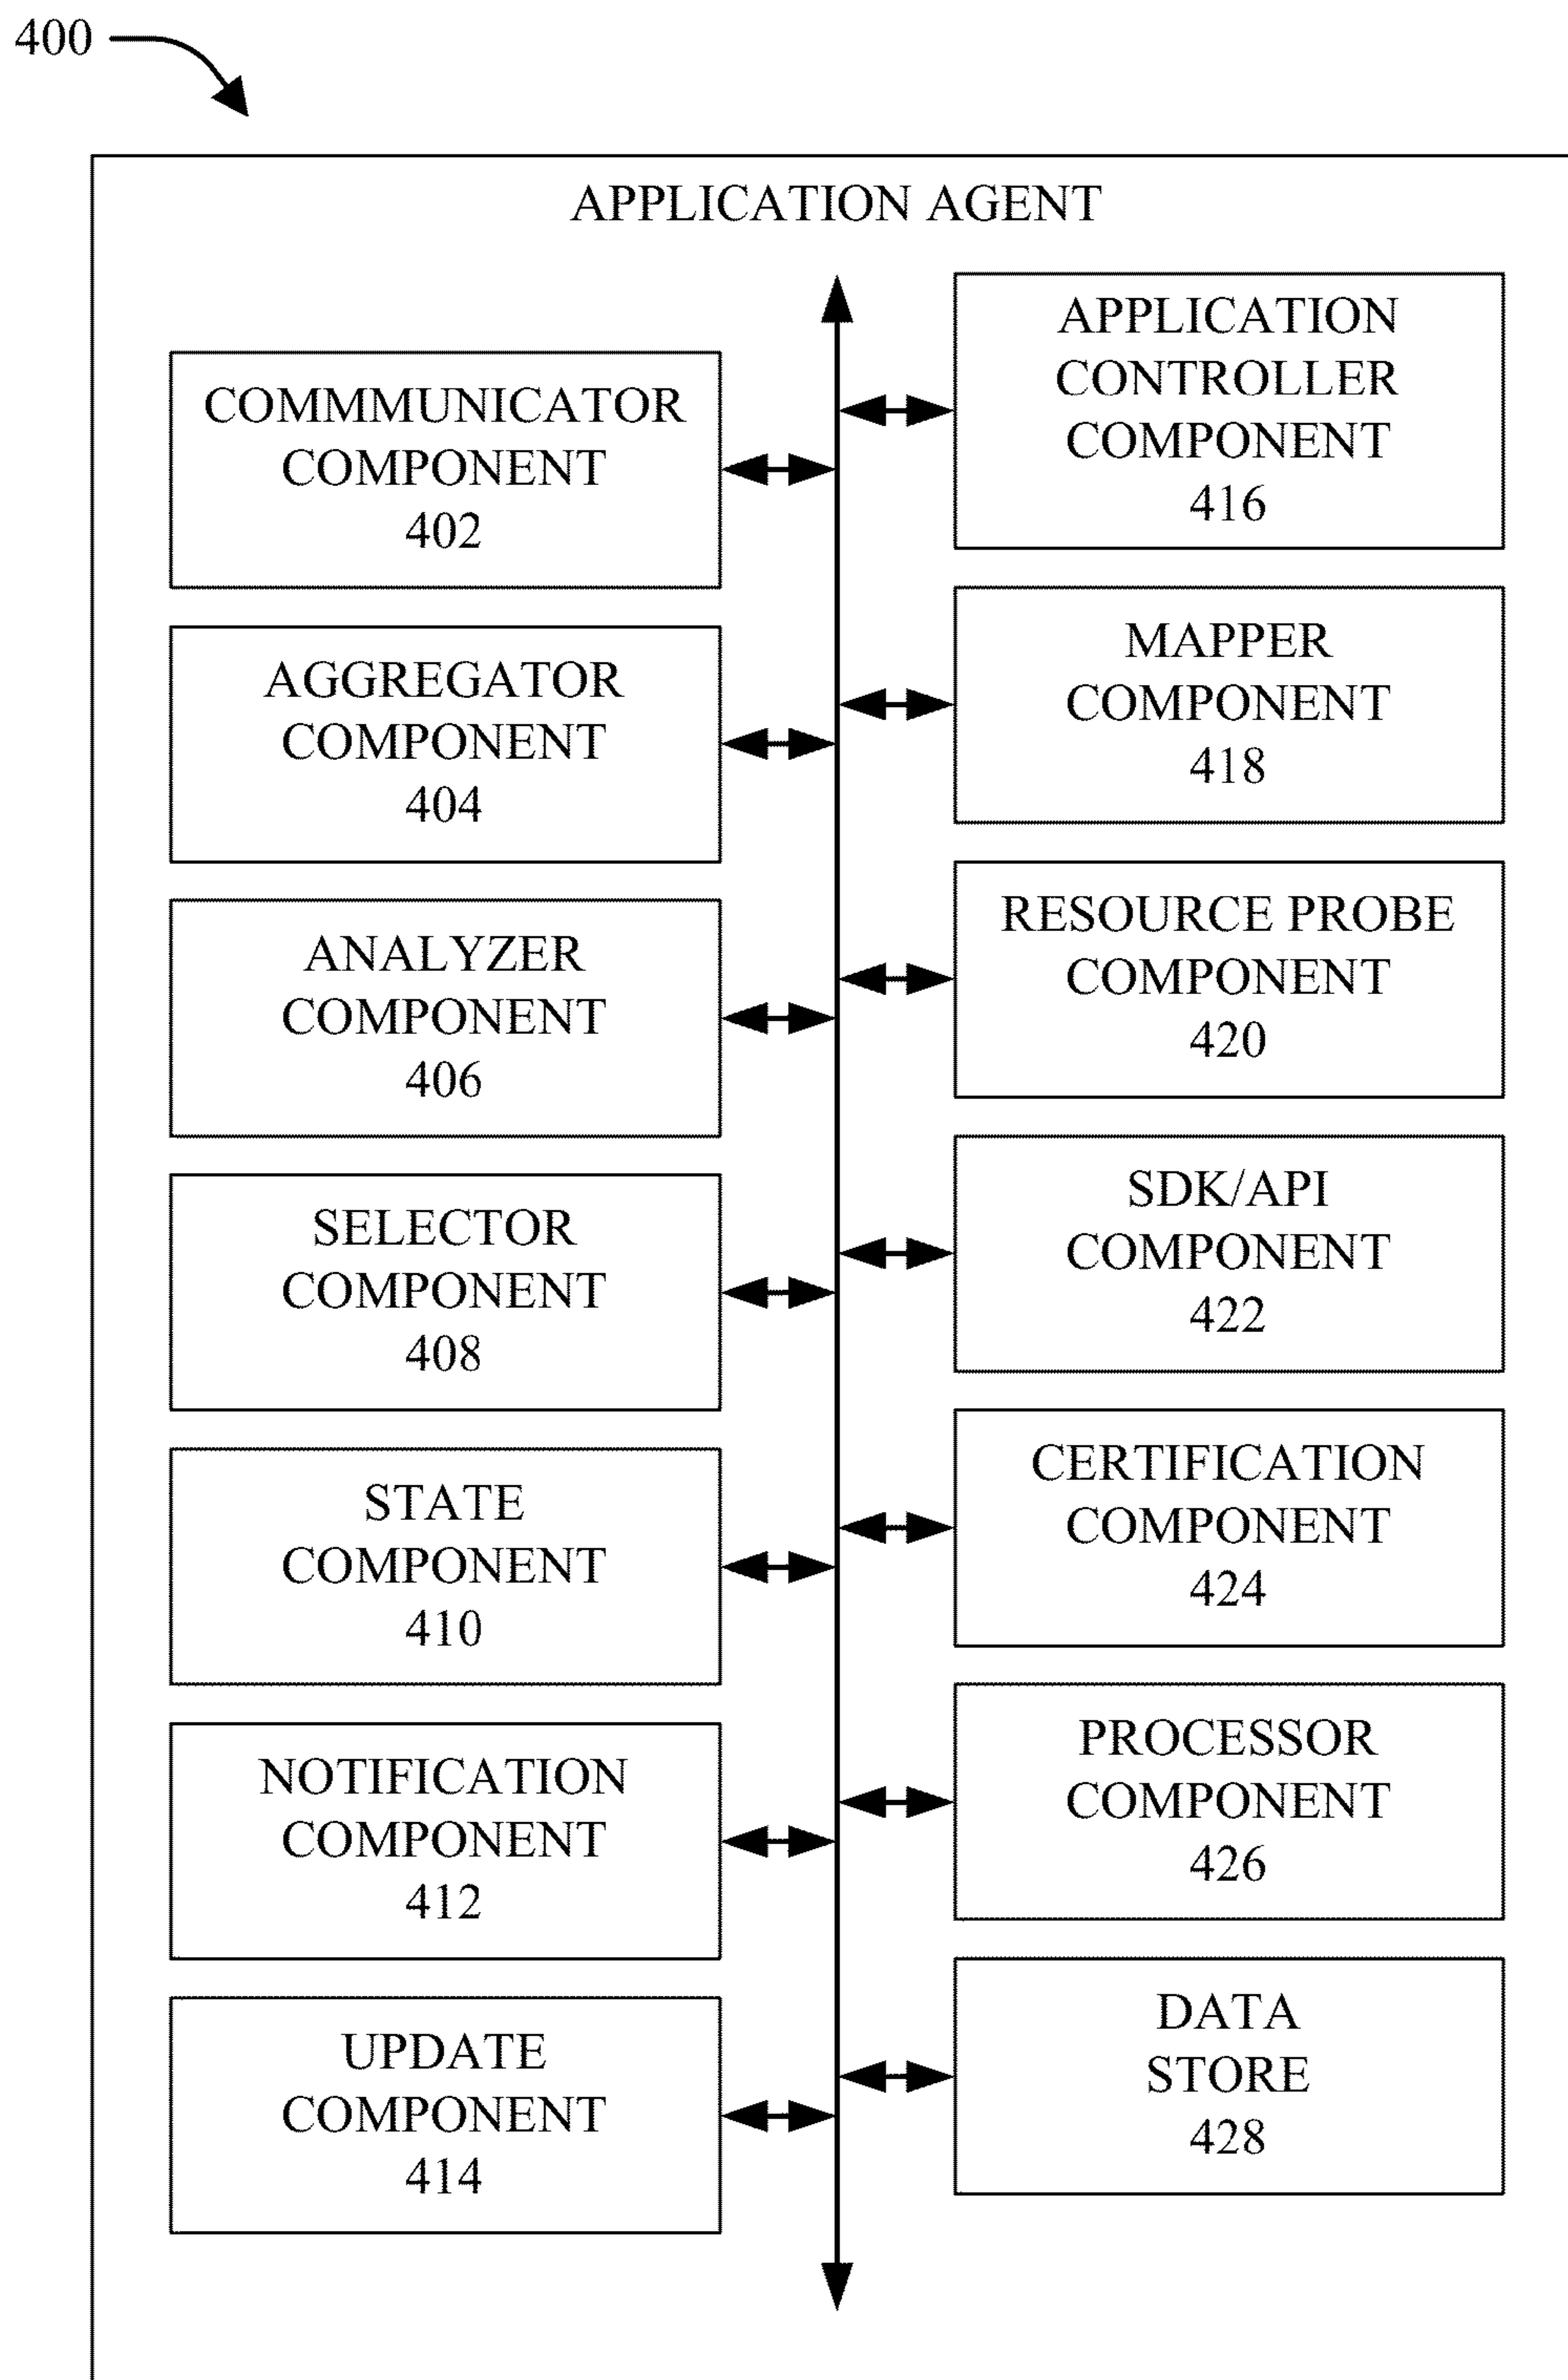 400
APPLICATION AGENT
COMMMUNICATOR
COMPONENT
402
AGGREGATOR
COMPONENT
404
ANALYZER
COMPONENT
406
SELECTOR
COMPONENT
408
STATE
COMPONENT
410
NOTIFICATION
COMPONENT
412
UPDATE
COMPONENT
414
APPLICATION
CONTROLLER
COMPONENT
416
MAPPER
COMPONENT
418
RESOURCE PROBE
COMPONENT
420
SDK/API
COMPONENT
422
CERTIFICATION
COMPONENT
424
PROCESSOR
COMPONENT
426
DATA
STORE
428